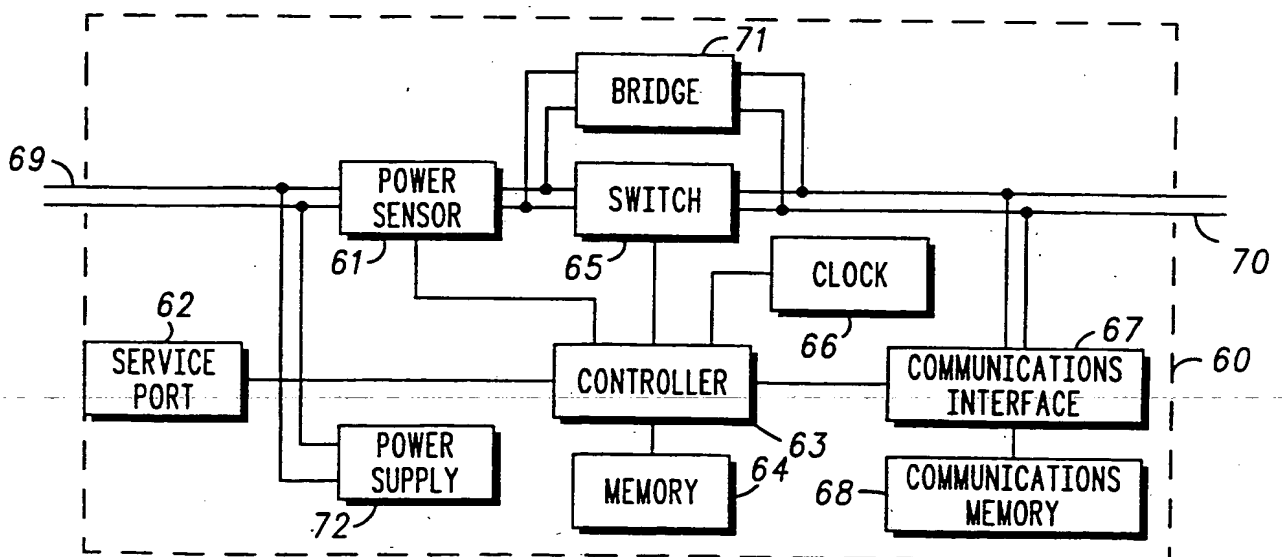 71
BRIDGE
69
POWER
SENSOR
61
SWITCH
65
70
CLOCK
66
62
SERVICE
PORT
CONTROLLER
63
67
COMMUNICATIONS
INTERFACE
60
POWER
SUPPLY
72
MEMORY
64
68
COMMUNICATIONS
MEMORY